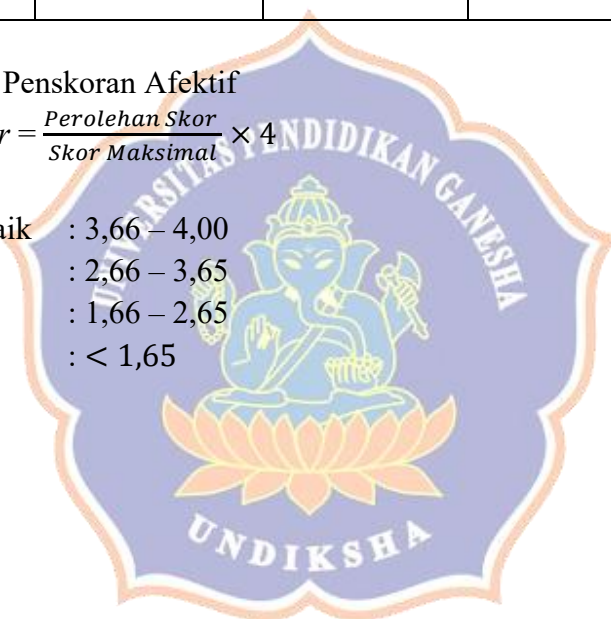 Penskoran Afektif
r = Perolehan Skor / Skor Maksimal × 4
aik : 3,66 – 4,00
: 2,66 – 3,65
: 1,66 – 2,65
: < 1,65
UNIVERSITAS PENDIDIKAN GANESHA
UNDIKSHA